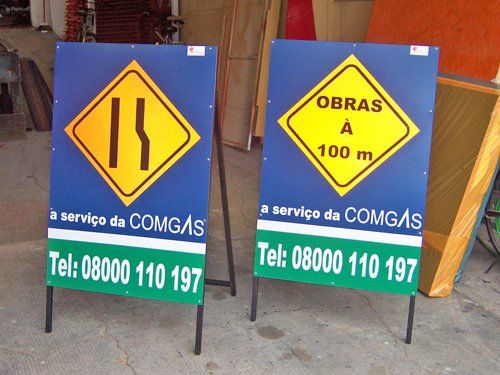 a serviço da COMGAS
Tel: 08000 110 197
OBRAS
À
100 m
a serviço da COMGAS
Tel: 08000 110 197